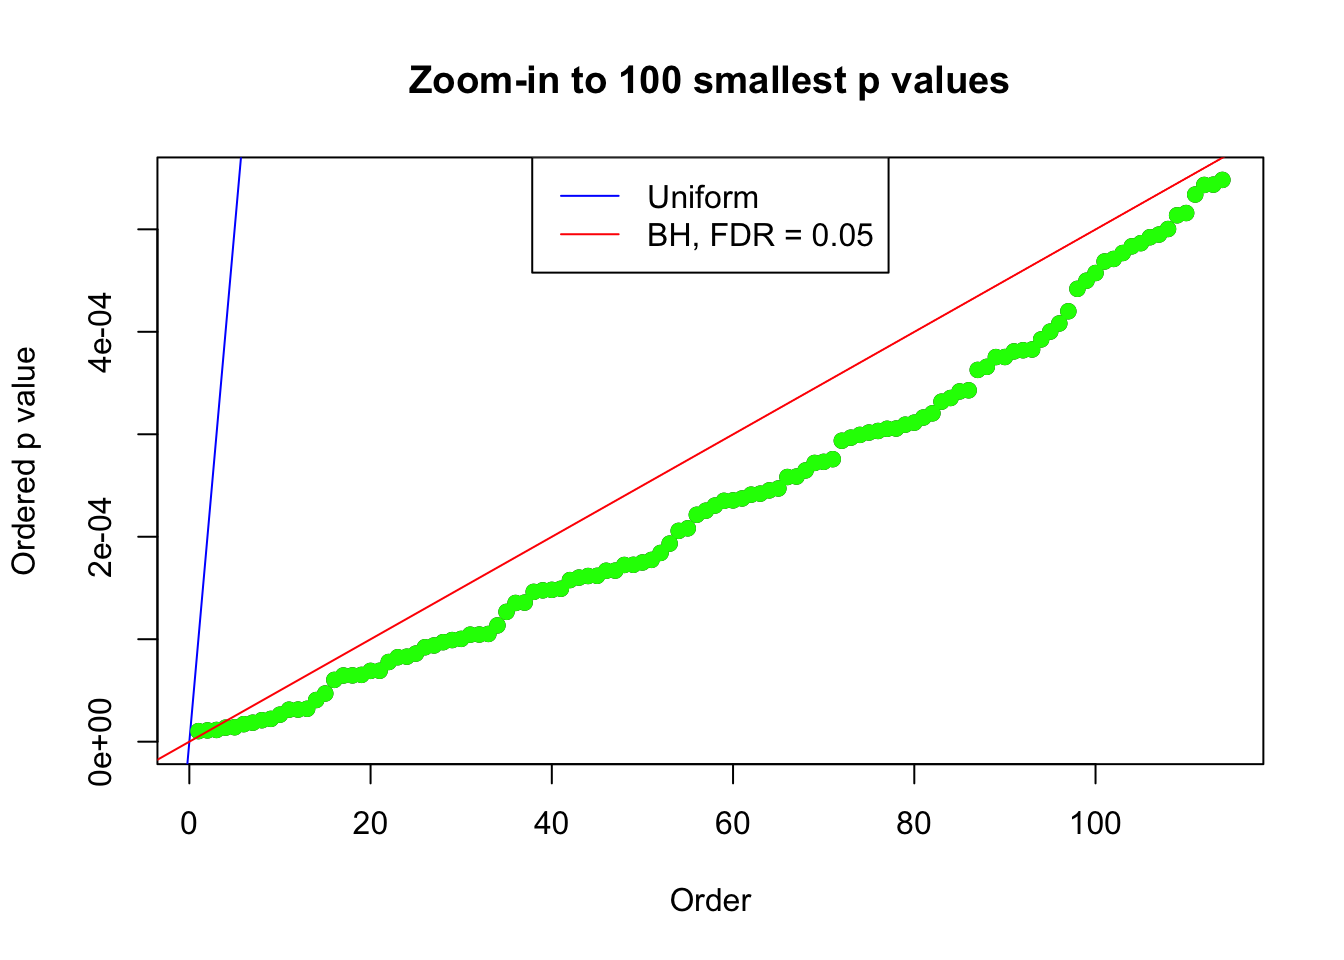 Zoom-in to 100 smallest p values
Uniform
BH, FDR = 0.05
Ordered p value
4e-04
2e-04
0e+00
0 20 40 60 80 100
Order